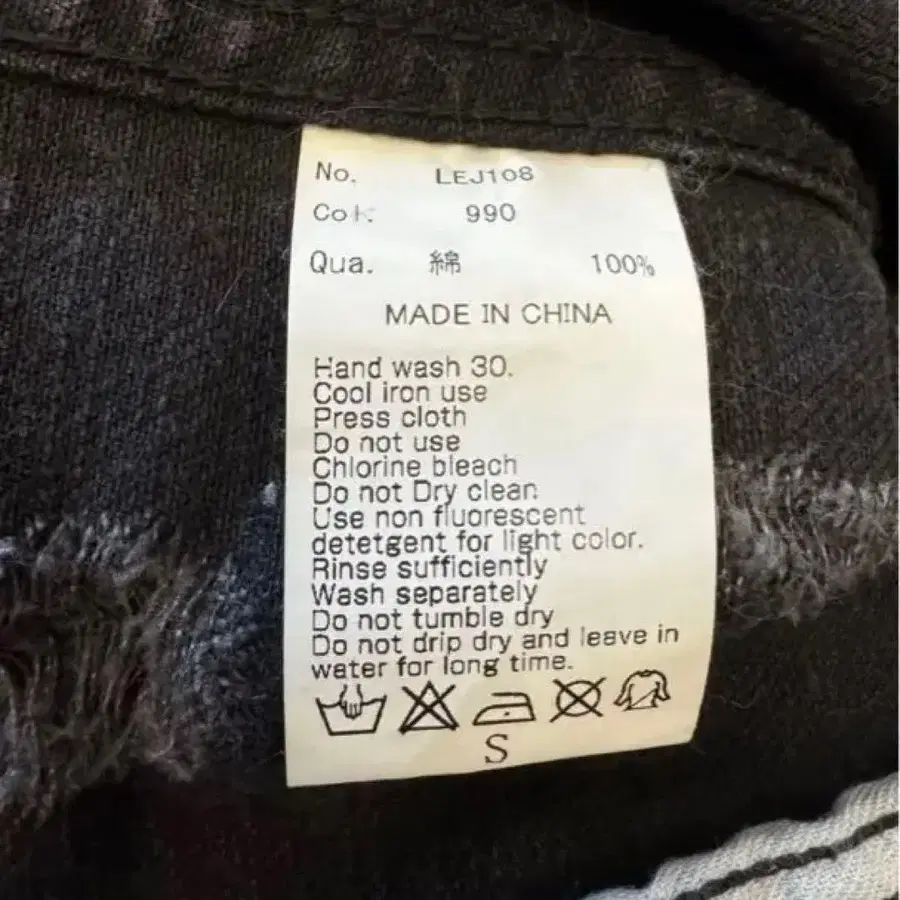 No. LEJ108
Col. 990
Qua. 綿 100%
MADE IN CHINA
Hand wash 30.
Cool iron use
Press cloth
Do not use
Chlorine bleach
Do not Dry clean
Use non fluorescent
detetgent for light color.
Rinse sufficiently
Wash separately
Do not tumble dry
Do not drip dry and leave in
water for long time.
S